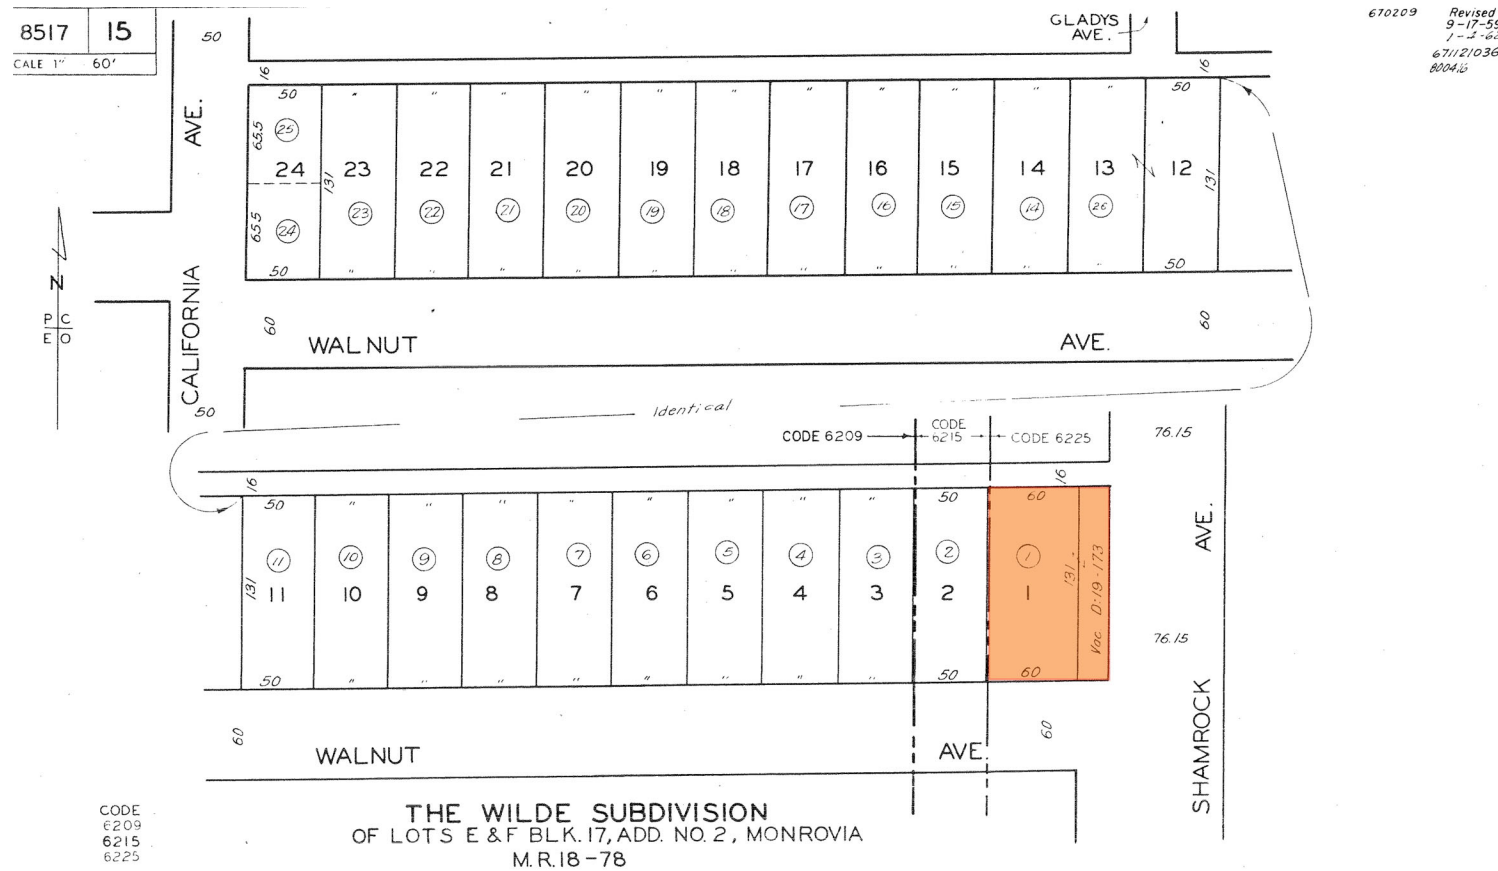 8517 15
CALE 1" 60'
50
GLADYS
AVE.
670209 Revised
9-17-59
671121036
16
16
50 " " " " " " " " " " " 50
65.5
25
24 23 22 21 20 19 18 17 16 15 14 13 12
131
131
65.5
24 23 22 21 20 19 18 17 16 15 14 26
50 " " " " " " " " " " " 50
AVE.
CALIFORNIA
N
P C
E O
60
60
WALNUT AVE.
50
Identical
CODE 6209
CODE
6215
CODE 6225
76.15
16
16
50 " " " " " " " " 50 60
11 10 9 8 7 6 5 4 3 2 1
131
11 10 9 8 7 6 5 4 3 2 1
131
Vac D:19-173
50 " " " " " " " " 50 60
76.15
AVE.
SHAMROCK
60
60
WALNUT AVE.
CODE
6209
6215
6225
THE WILDE SUBDIVISION
OF LOTS E & F BLK. 17, ADD. NO. 2, MONROVIA
M.R. 18-78